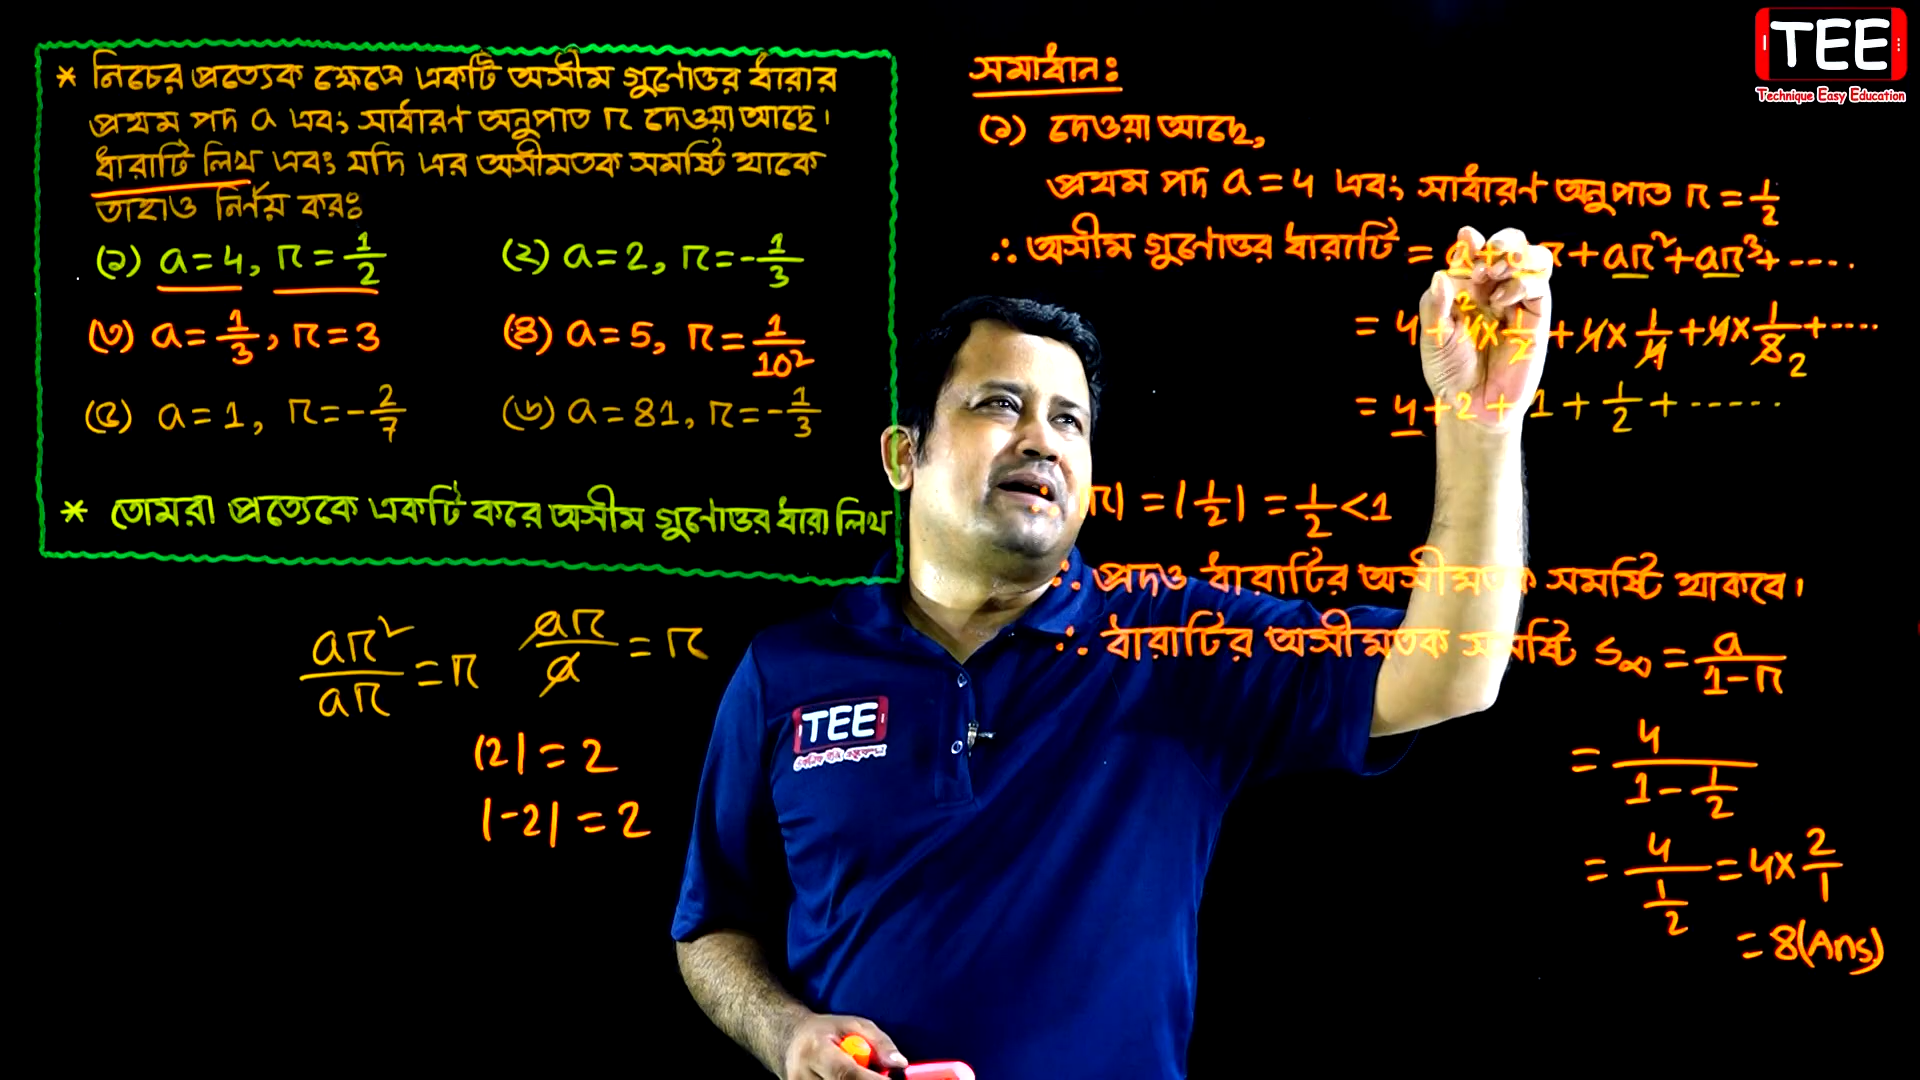 * নিচের প্রত্যেক ক্ষেত্রে একটি অসীম গুণোত্তর ধারার
প্রথম পদ a এবং সাধারণ অনুপাত r দেওয়া আছে।
ধারাটি লিখ এবং যদি এর অসীমতক সমষ্টি থাকে
তাহাও নির্ণয় করঃ
(১) a=4, r=1/2 (২) a=2, r=-1/3
(৩) a=1/3, r=3 (৪) a=5, r=1/10²
(৫) a=1, r=-2/7 (৬) a=81, r=-1/3
* তোমরা প্রত্যেকে একটি করে অসীম গুণোত্তর ধারা লিখ
ar²/ar = r ar/a = r
|2| = 2
|-2| = 2
সমাধানঃ
(১) দেওয়া আছে,
প্রথম পদ a=4 এবং সাধারণ অনুপাত r=1/2
∴ অসীম গুণোত্তর ধারাটি = a + ar² + ar³ + ----.
= 4 + 4×1/2 + 4×1/4 + 4×1/8 2 + ....
= 4+2+1+1/2+-----
|r| = |1/2| = 1/2 < 1
∴ প্রদত্ত ধারাটির অসীমতক সমষ্টি থাকবে।
∴ ধারাটির অসীমতক সমষ্টি S∞ = a/1-r
= 4/1-1/2
= 4/1/2 = 4×2/1
= 8 (Ans)
TEE
Technique Easy Education
TEE